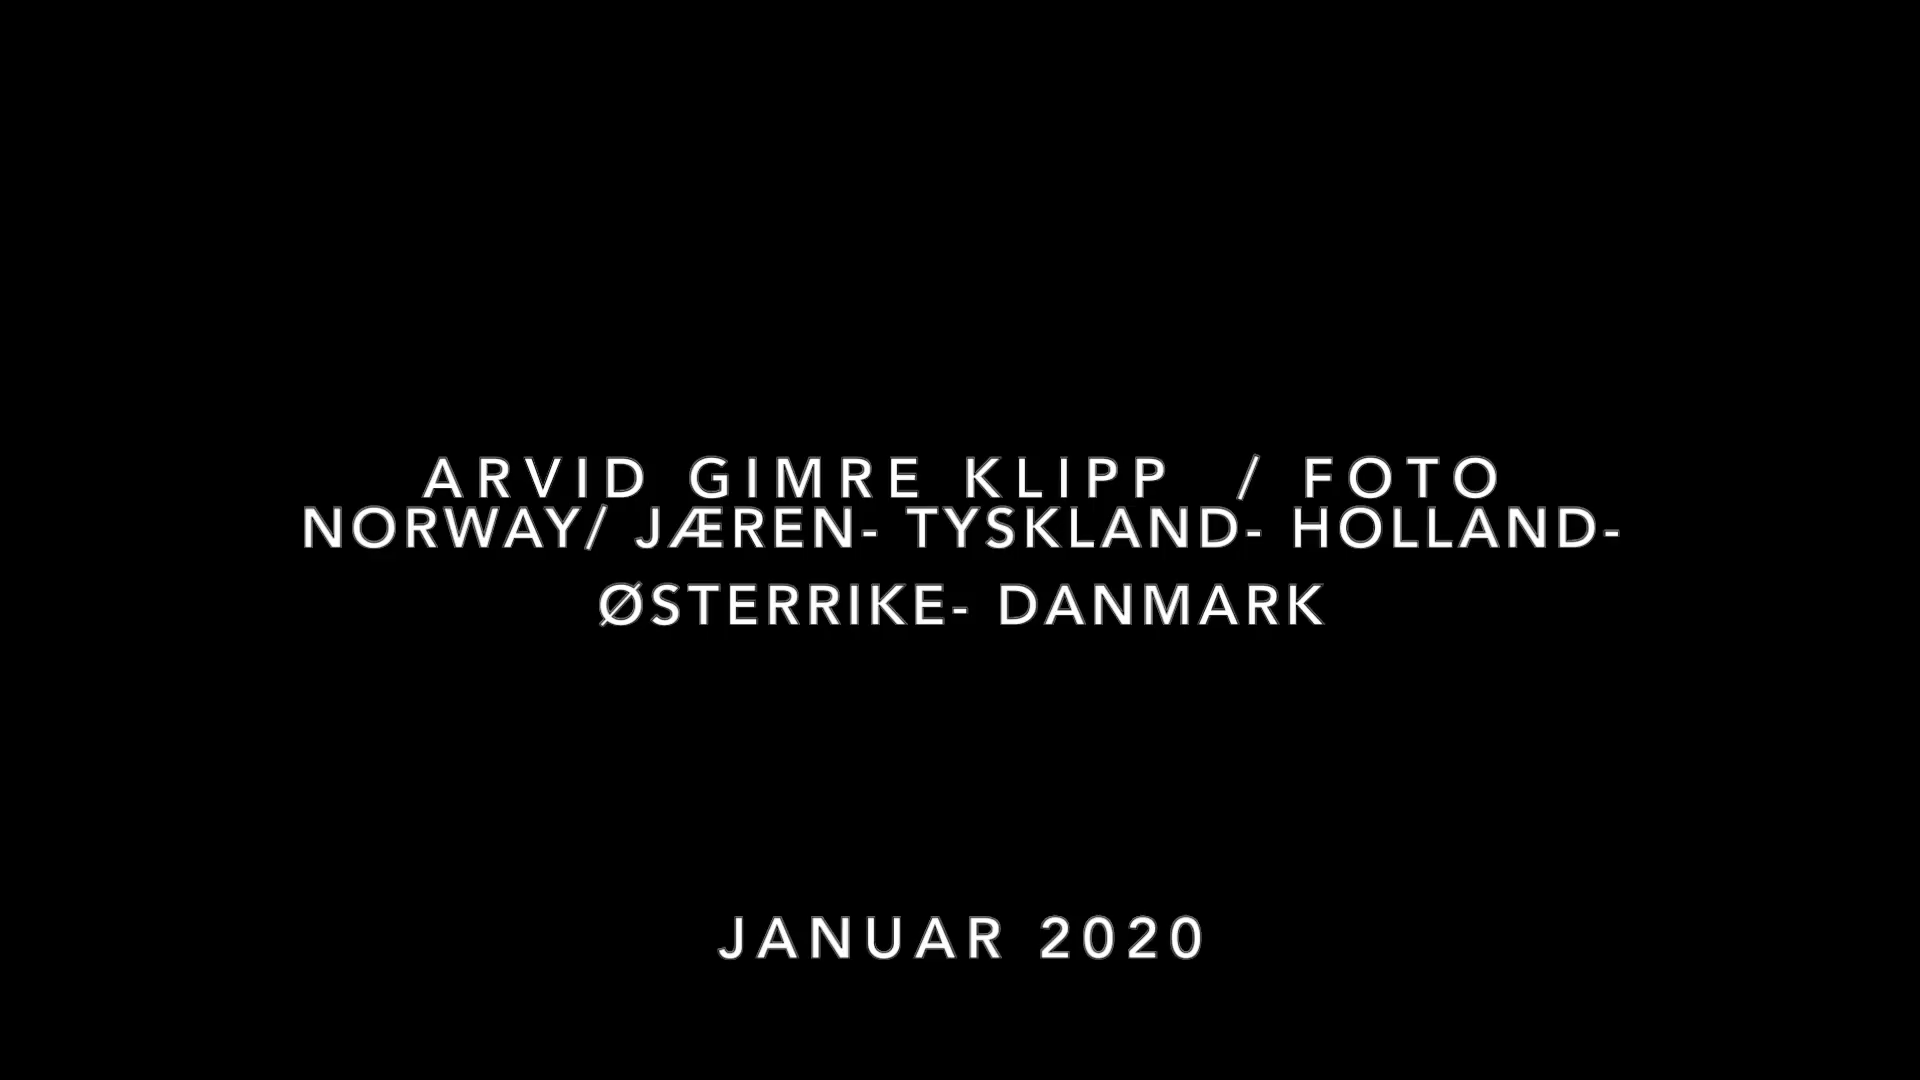 ARVID GIMRE KLIPP / FOTO
NORWAY/ JÆREN- TYSKLAND- HOLLAND-
ØSTERRIKE- DANMARK
JANUAR 2020